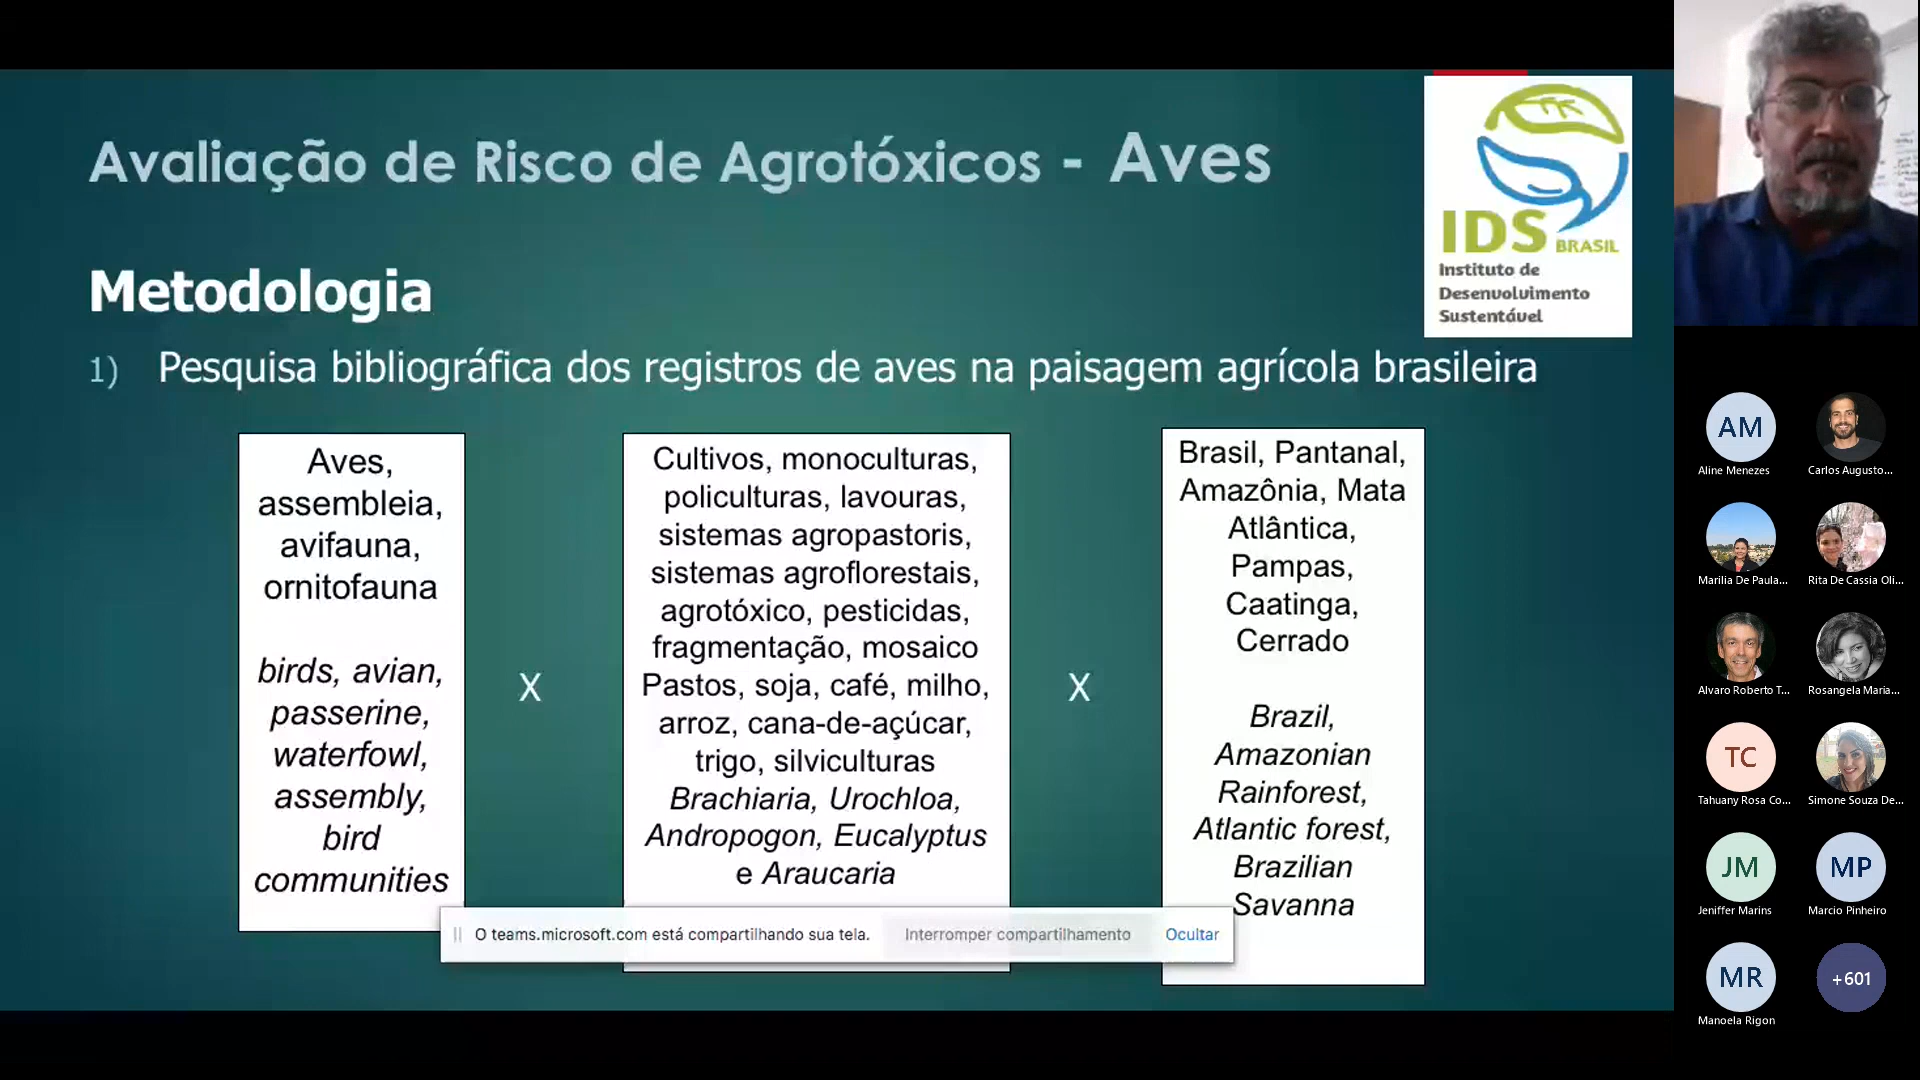 Avaliação de Risco de Agrotóxicos - Aves
IDS BRASIL
Instituto de
Desenvolvimento
Sustentável
Metodologia
1) Pesquisa bibliográfica dos registros de aves na paisagem agrícola brasileira
Aves,
assembleia,
avifauna,
ornitofauna
birds, avian,
passerine,
waterfowl,
assembly,
bird
communities
X
Cultivos, monoculturas,
policulturas, lavouras,
sistemas agropastoris,
sistemas agroflorestais,
agrotóxico, pesticidas,
fragmentação, mosaico
Pastos, soja, café, milho,
arroz, cana-de-açúcar,
trigo, silviculturas
Brachiaria, Urochloa,
Andropogon, Eucalyptus
e Araucaria
X
Brasil, Pantanal,
Amazônia, Mata
Atlântica,
Pampas,
Caatinga,
Cerrado
Brazil,
Amazonian
Rainforest,
Atlantic forest,
Brazilian
Savanna
O teams.microsoft.com está compartilhando sua tela. Interromper compartilhamento Ocultar
AM
Aline Menezes Carlos Augusto...
Marilia De Paula... Rita De Cassia Oli...
Alvaro Roberto T... Rosangela Maria...
TC
Tahuany Rosa Co... Simone Souza De...
JM MP
Jeniffer Marins Marcio Pinheiro
MR +601
Manoela Rigon